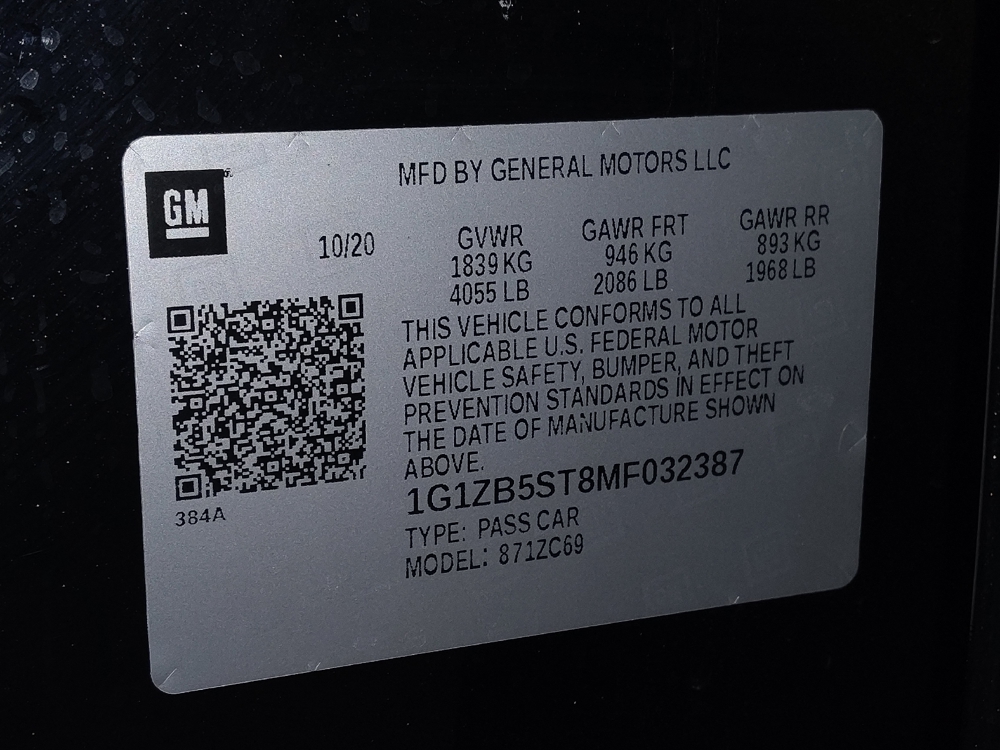 GM
MFD BY GENERAL MOTORS LLC
10/20
GVWR GAWR FRT GAWR RR
1839 KG 946 KG 893 KG
4055 LB 2086 LB 1968 LB
THIS VEHICLE CONFORMS TO ALL
APPLICABLE U.S. FEDERAL MOTOR
VEHICLE SAFETY, BUMPER, AND THEFT
PREVENTION STANDARDS IN EFFECT ON
THE DATE OF MANUFACTURE SHOWN
ABOVE.
1G1ZB5ST8MF032387
TYPE: PASS CAR
MODEL: 871ZC69
384A